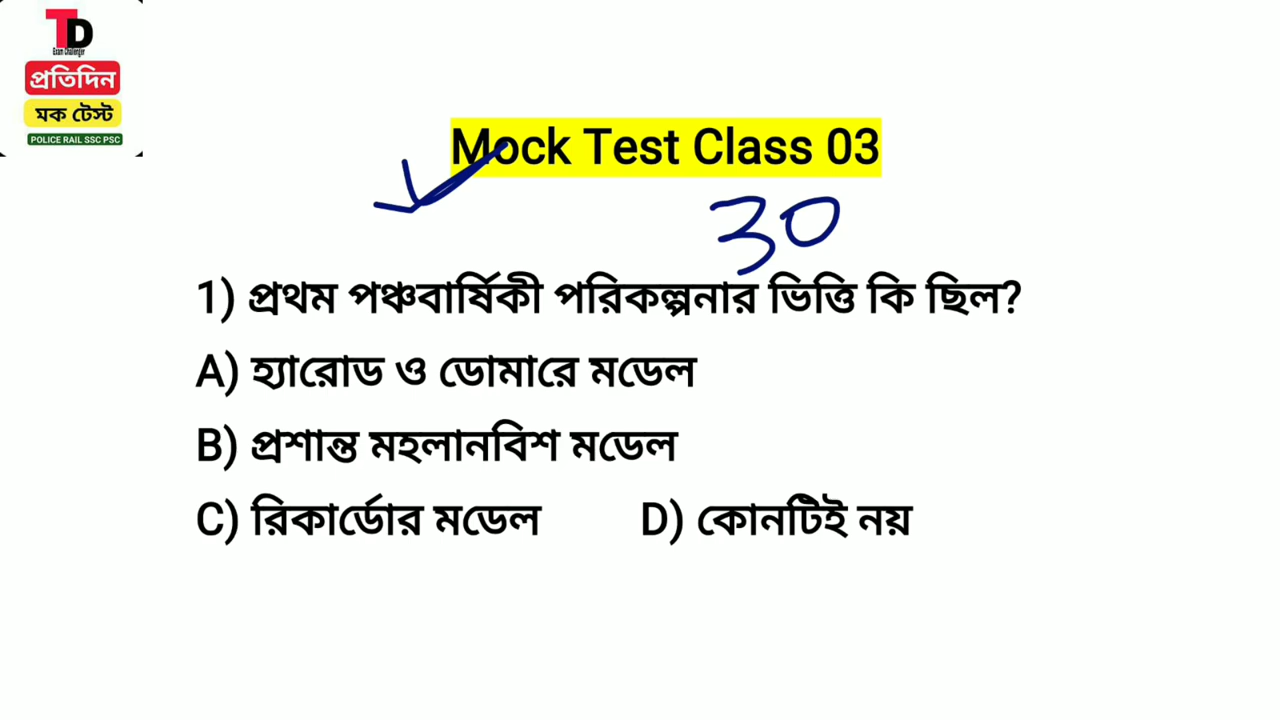 TD
Exam Challenger
প্রতিদিন
মক টেস্ট
POLICE RAIL SSC PSC
Mock Test Class 03
30
1) প্রথম পঞ্চবার্ষিকী পরিকল্পনার ভিত্তি কি ছিল?
A) হ্যারোড ও ডোমারে মডেল
B) প্রশান্ত মহলানবিশ মডেল
C) রিকার্ডোর মডেল D) কোনটিই নয়